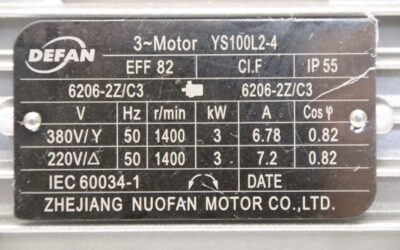 DEFAN
3~Motor YS100L2-4
EFF 82 CI.F IP 55
6206-2Z/C3 6206-2Z/C3
V Hz r/min kW A Cos φ
380V/Y 50 1400 3 6.78 0.82
220V/△ 50 1400 3 7.2 0.82
IEC 60034-1 DATE
ZHEJIANG NUOFAN MOTOR CO.,LTD.